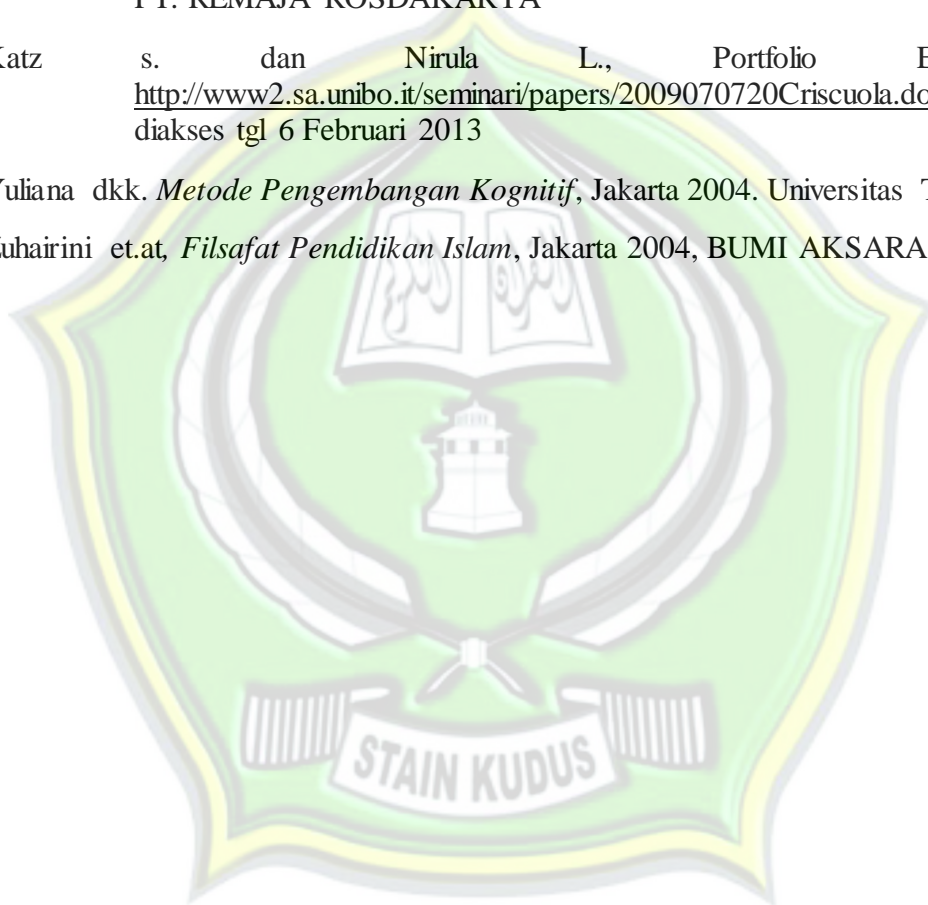 PT. REMAJA ROSDAKARYA
Katz s. dan Nirula L., Portfolio E
http://www2.sa.unibo.it/seminari/papers/2009070720Criscuola.do
diakses tgl 6 Februari 2013
Yuliana dkk. Metode Pengembangan Kognitif, Jakarta 2004. Universitas T
Zuhairini et.at, Filsafat Pendidikan Islam, Jakarta 2004, BUMI AKSARA
STAIN KUDUS